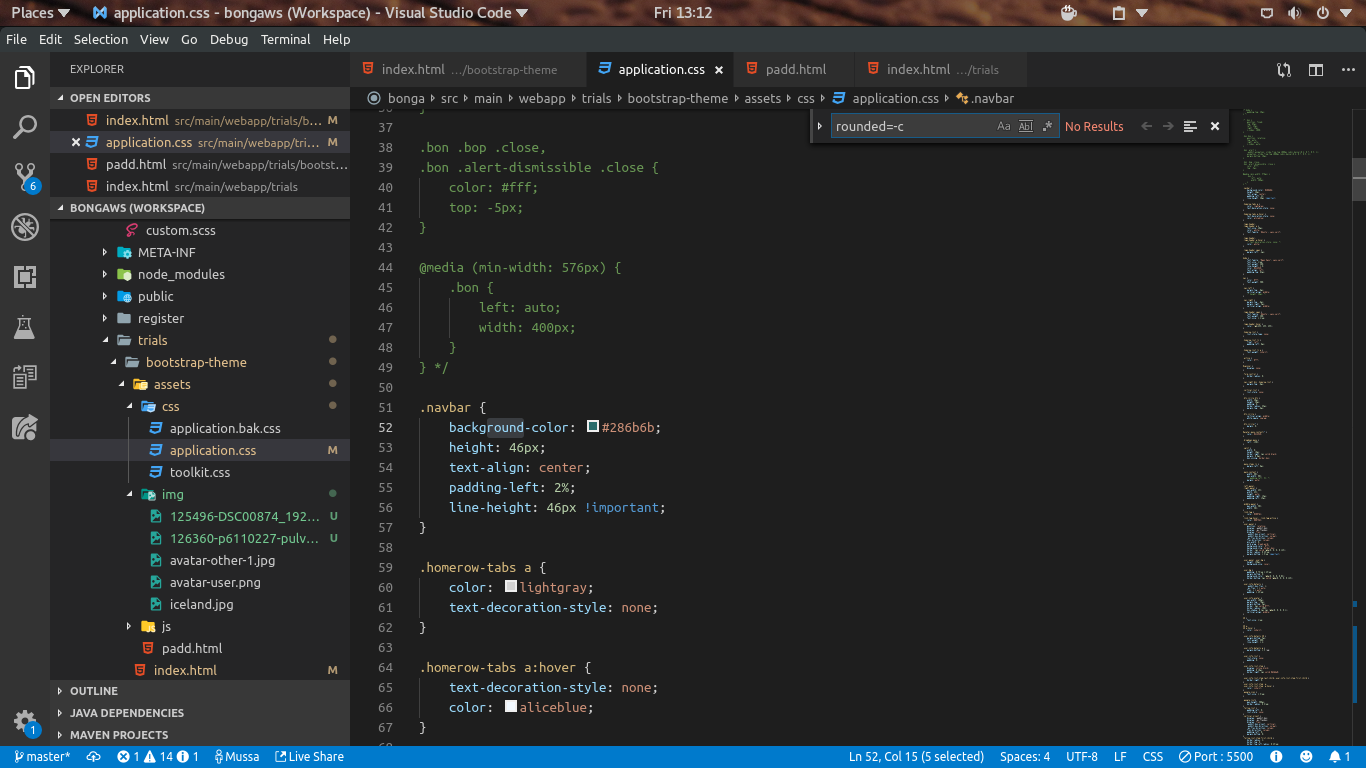 Places application.css - bongaws (Workspace) - Visual Studio Code Fri 13:12
File Edit Selection View Go Debug Terminal Help
EXPLORER
OPEN EDITORS
index.html src/main/webapp/trials/b... M
application.css src/main/webapp/tri... M
padd.html src/main/webapp/trials/bootst...
index.html src/main/webapp/trials
BONGAWS (WORKSPACE)
custom.scss
META-INF
node_modules
public
register
trials
bootstrap-theme
assets
css
application.bak.css
application.css M
toolkit.css
img
125496-DSC00874_192... U
126360-p6110227-pulv... U
avatar-other-1.jpg
avatar-user.png
iceland.jpg
js
padd.html
index.html M
OUTLINE
JAVA DEPENDENCIES
MAVEN PROJECTS
6
1
index.html .../bootstrap-theme application.css padd.html index.html .../trials
bonga src main webapp trials bootstrap-theme assets css application.css .navbar
rounded=-c Aa Abl .* No Results
36 }
37
38 .bon .bop .close,
39 .bon .alert-dismissible .close {
40 color: #fff;
41 top: -5px;
42 }
43
44 @media (min-width: 576px) {
45 .bon {
46 left: auto;
47 width: 400px;
48 }
49 } */
50
51 .navbar {
52 background-color: #286b6b;
53 height: 46px;
54 text-align: center;
55 padding-left: 2%;
56 line-height: 46px !important;
57 }
58
59 .homerow-tabs a {
60 color: lightgray;
61 text-decoration-style: none;
62 }
63
64 .homerow-tabs a:hover {
65 text-decoration-style: none;
66 color: aliceblue;
67 }
68
master* 1 14 1 Mussa Live Share Ln 52, Col 15 (5 selected) Spaces: 4 UTF-8 LF CSS Port : 5500 1